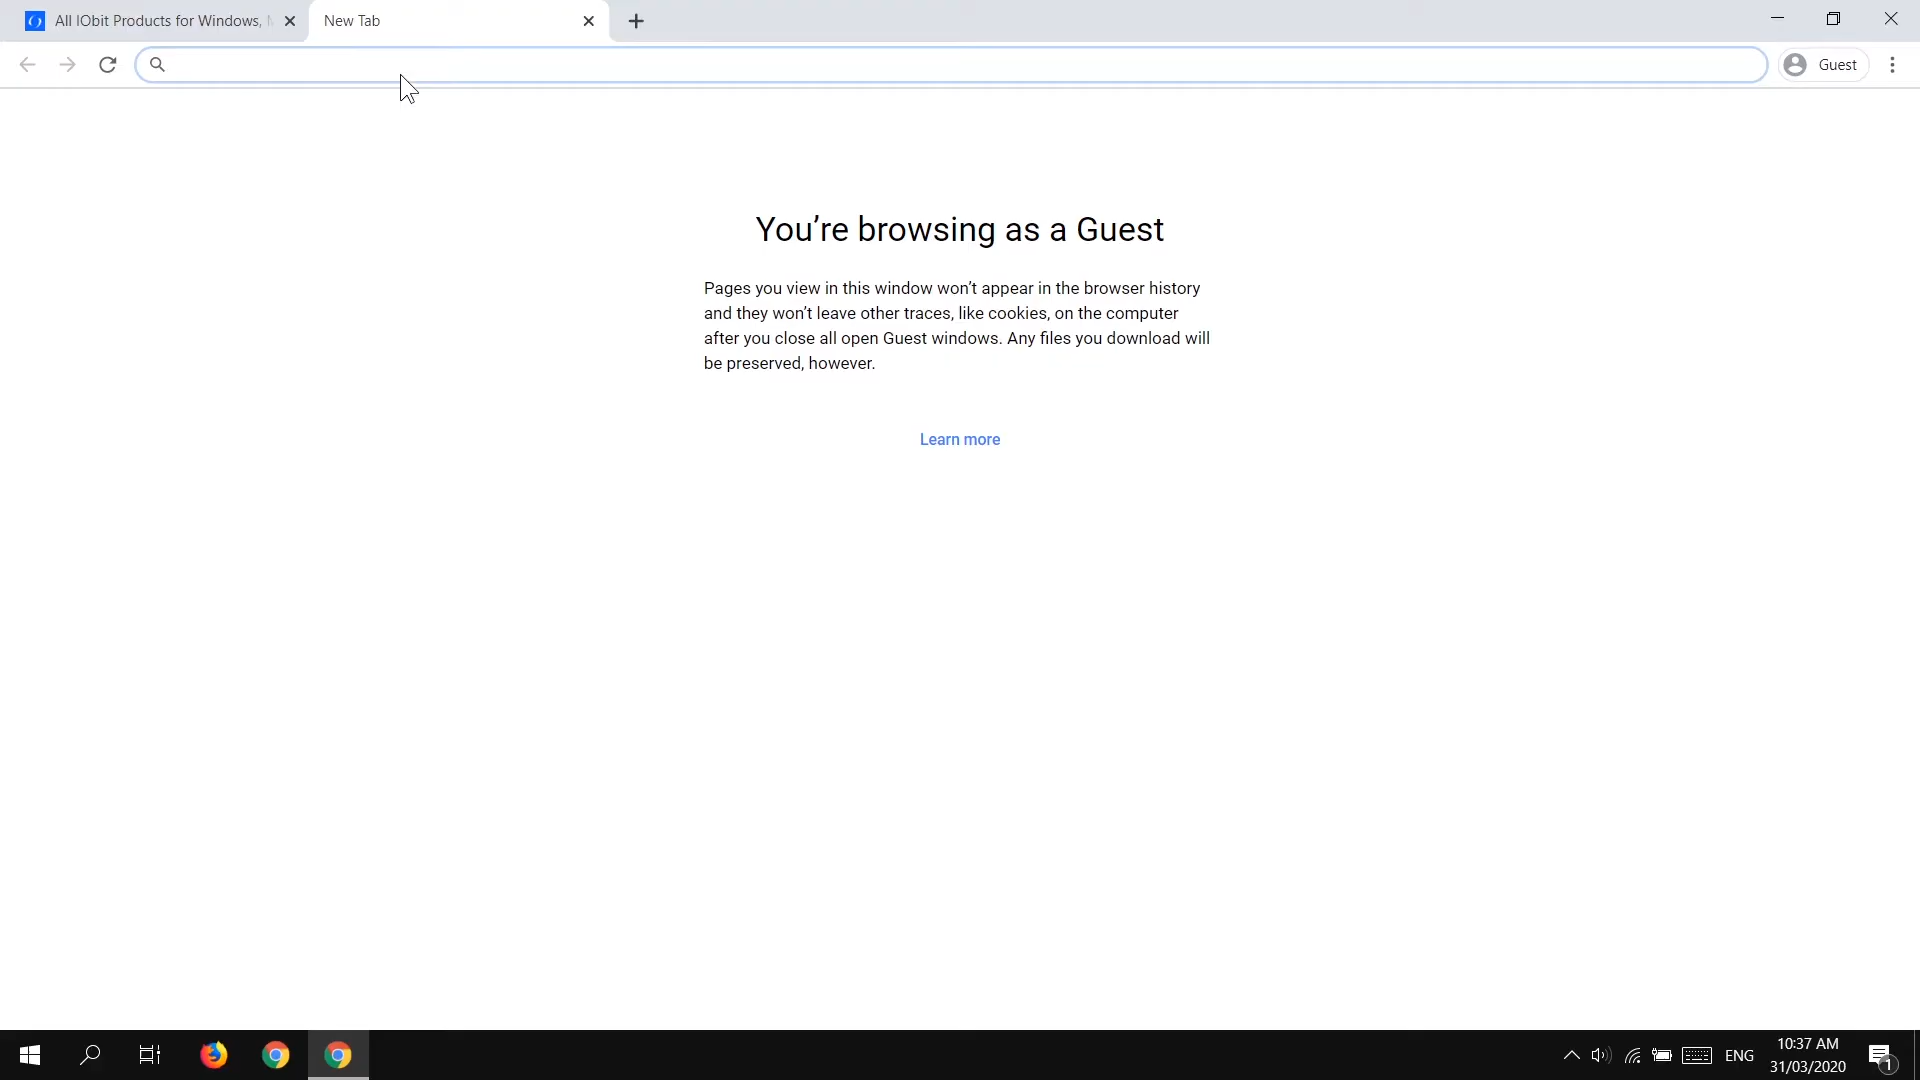 All IObit Products for Windows,
New Tab
Guest
You’re browsing as a Guest
Pages you view in this window won’t appear in the browser history
and they won’t leave other traces, like cookies, on the computer
after you close all open Guest windows. Any files you download will
be preserved, however.
Learn more
ENG
10:37 AM
31/03/2020
1